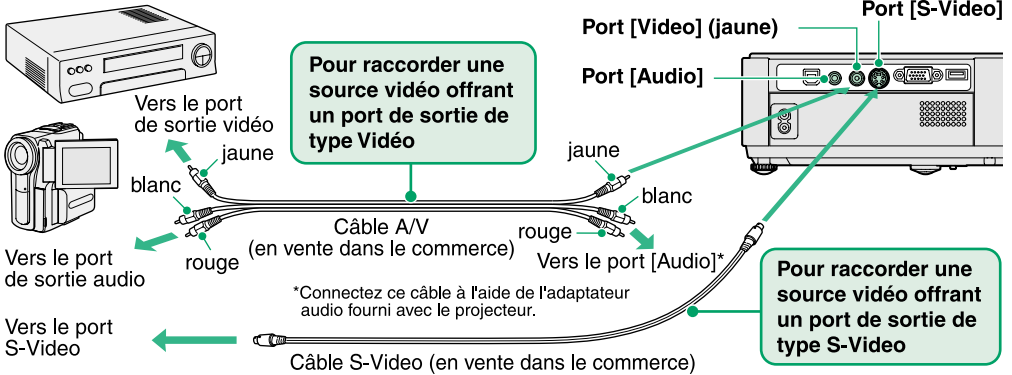 Port [S-Video]
Port [Video] (jaune)
Port [Audio]
Pour raccorder une
source vidéo offrant
un port de sortie de
type Vidéo
Vers le port
de sortie vidéo
jaune
jaune
blanc
blanc
Câble A/V
(en vente dans le commerce)
rouge
rouge
Vers le port
de sortie audio
Vers le port [Audio]*
*Connectez ce câble à l'aide de l'adaptateur
audio fourni avec le projecteur.
Pour raccorder une
source vidéo offrant
un port de sortie de
type S-Video
Vers le port
S-Video
Câble S-Video (en vente dans le commerce)